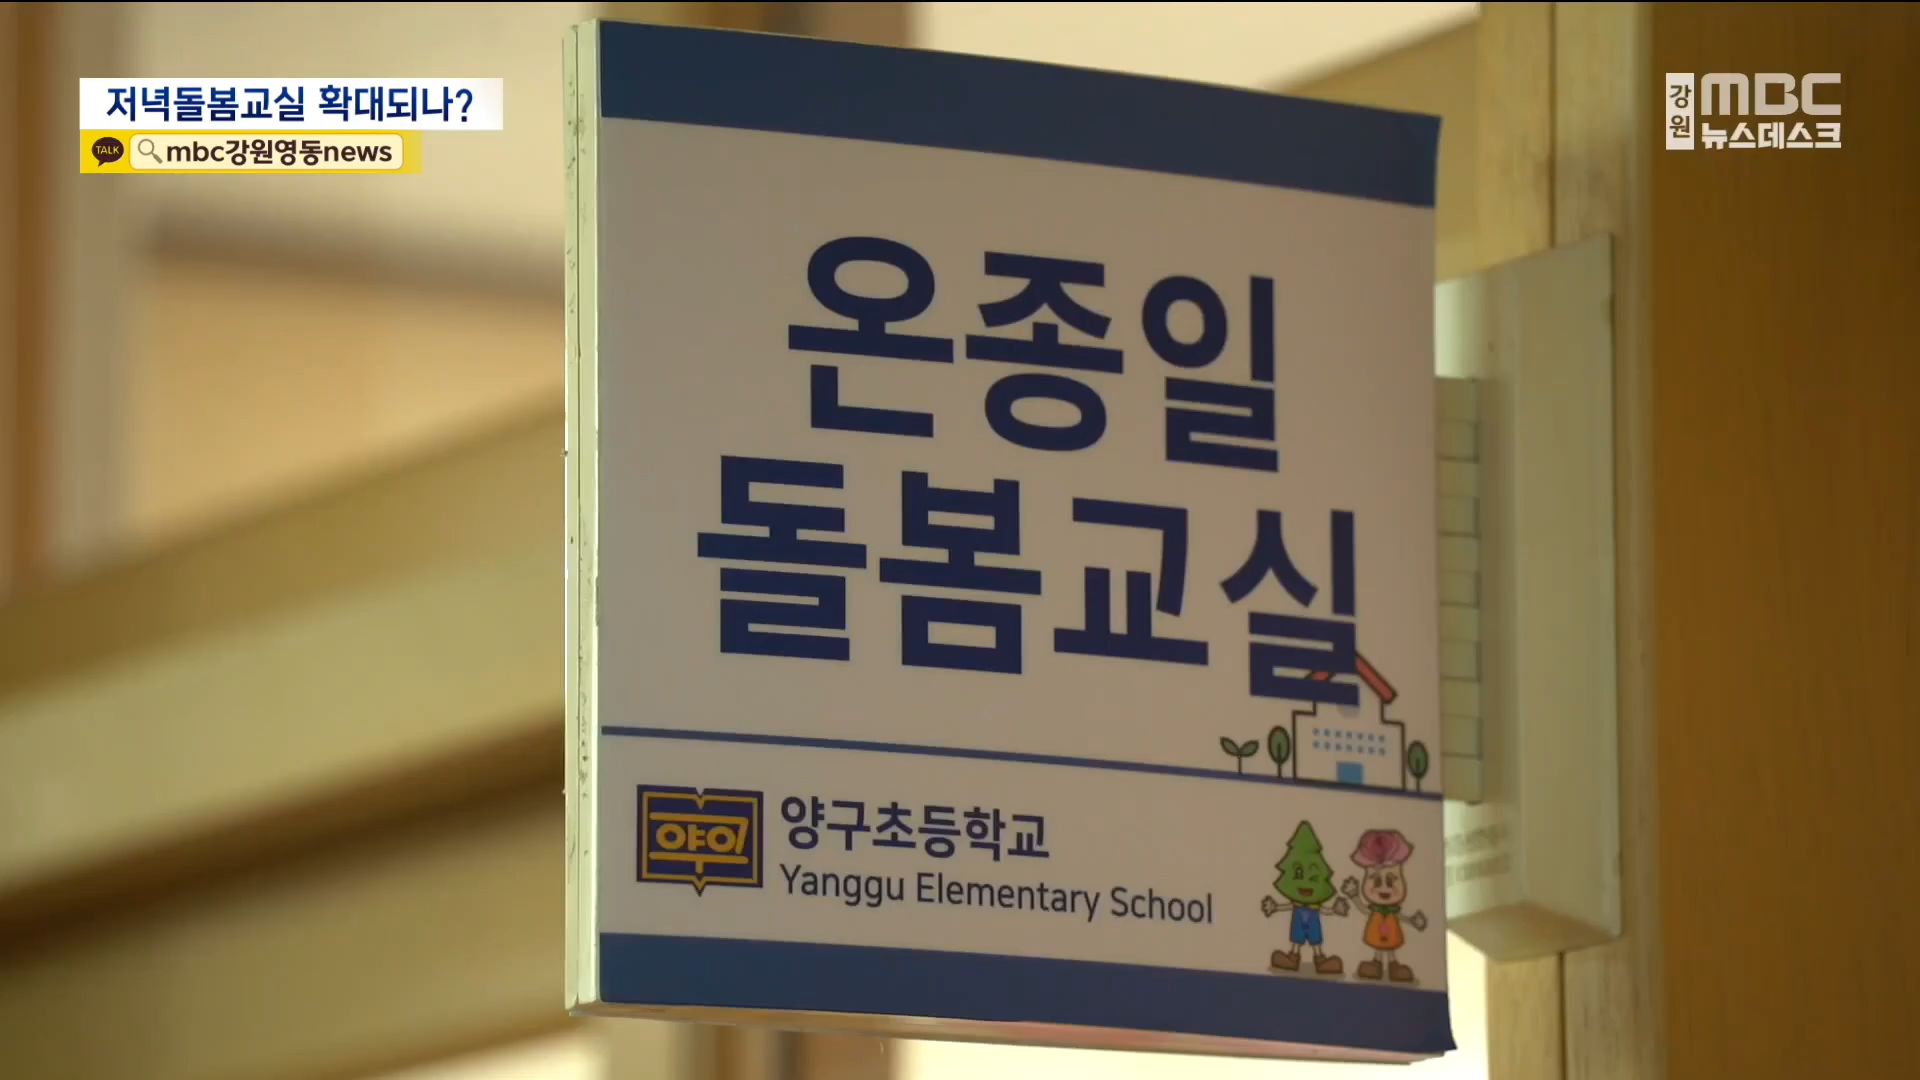 저녁돌봄교실 확대되나?
TALK mbc강원영동news
강원 MBC
뉴스데스크
온종일
돌봄교실
양구초등학교
Yanggu Elementary School